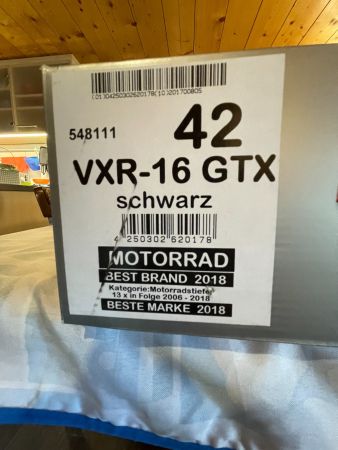 (01)04250302620178(10)201700805
548111
42
VXR-16 GTX
schwarz
4 250302 620178
MOTORRAD
BEST BRAND 2018
Kategorie:Motorradstiefel
13 x in Folge 2006 - 2018
BESTE MARKE 2018